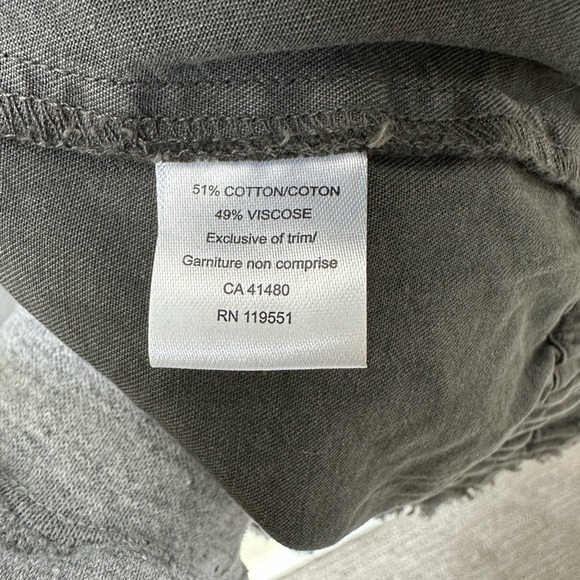 51% COTTON/COTON
49% VISCOSE
Exclusive of trim/
Garniture non comprise
CA 41480
RN 119551